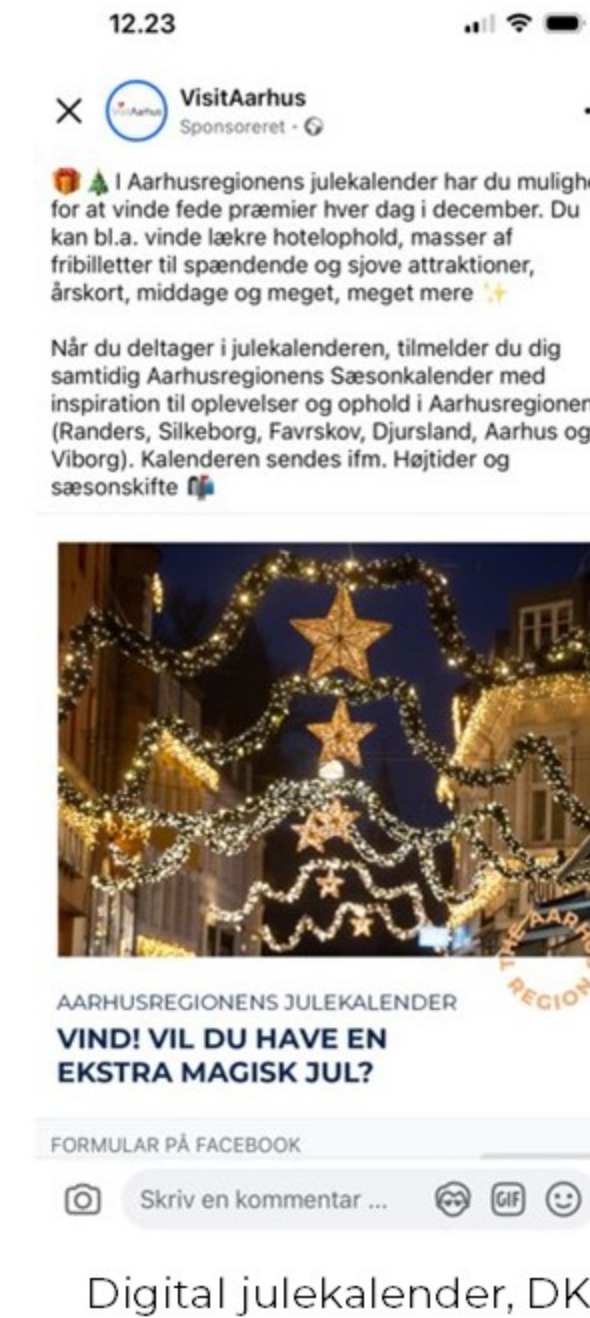 12.23
VisitAarhus
VisitAarhus
Sponsoreret ·
I Aarhusregionens julekalender har du mulighe
for at vinde fede præmier hver dag i december. Du
kan bl.a. vinde lækre hotelophold, masser af
fribilletter til spændende og sjove attraktioner,
årskort, middage og meget, meget mere
Når du deltager i julekalenderen, tilmelder du dig
samtidig Aarhusregionens Sæsonkalender med
inspiration til oplevelser og ophold i Aarhusregionen
(Randers, Silkeborg, Favrskov, Djursland, Aarhus og
Viborg). Kalenderen sendes ifm. Højtider og
sæsonskifte
THE AARH
REGION
AARHUSREGIONENS JULEKALENDER
VIND! VIL DU HAVE EN
EKSTRA MAGISK JUL?
FORMULAR PÅ FACEBOOK
Skriv en kommentar ...
GIF
Digital julekalender, DK